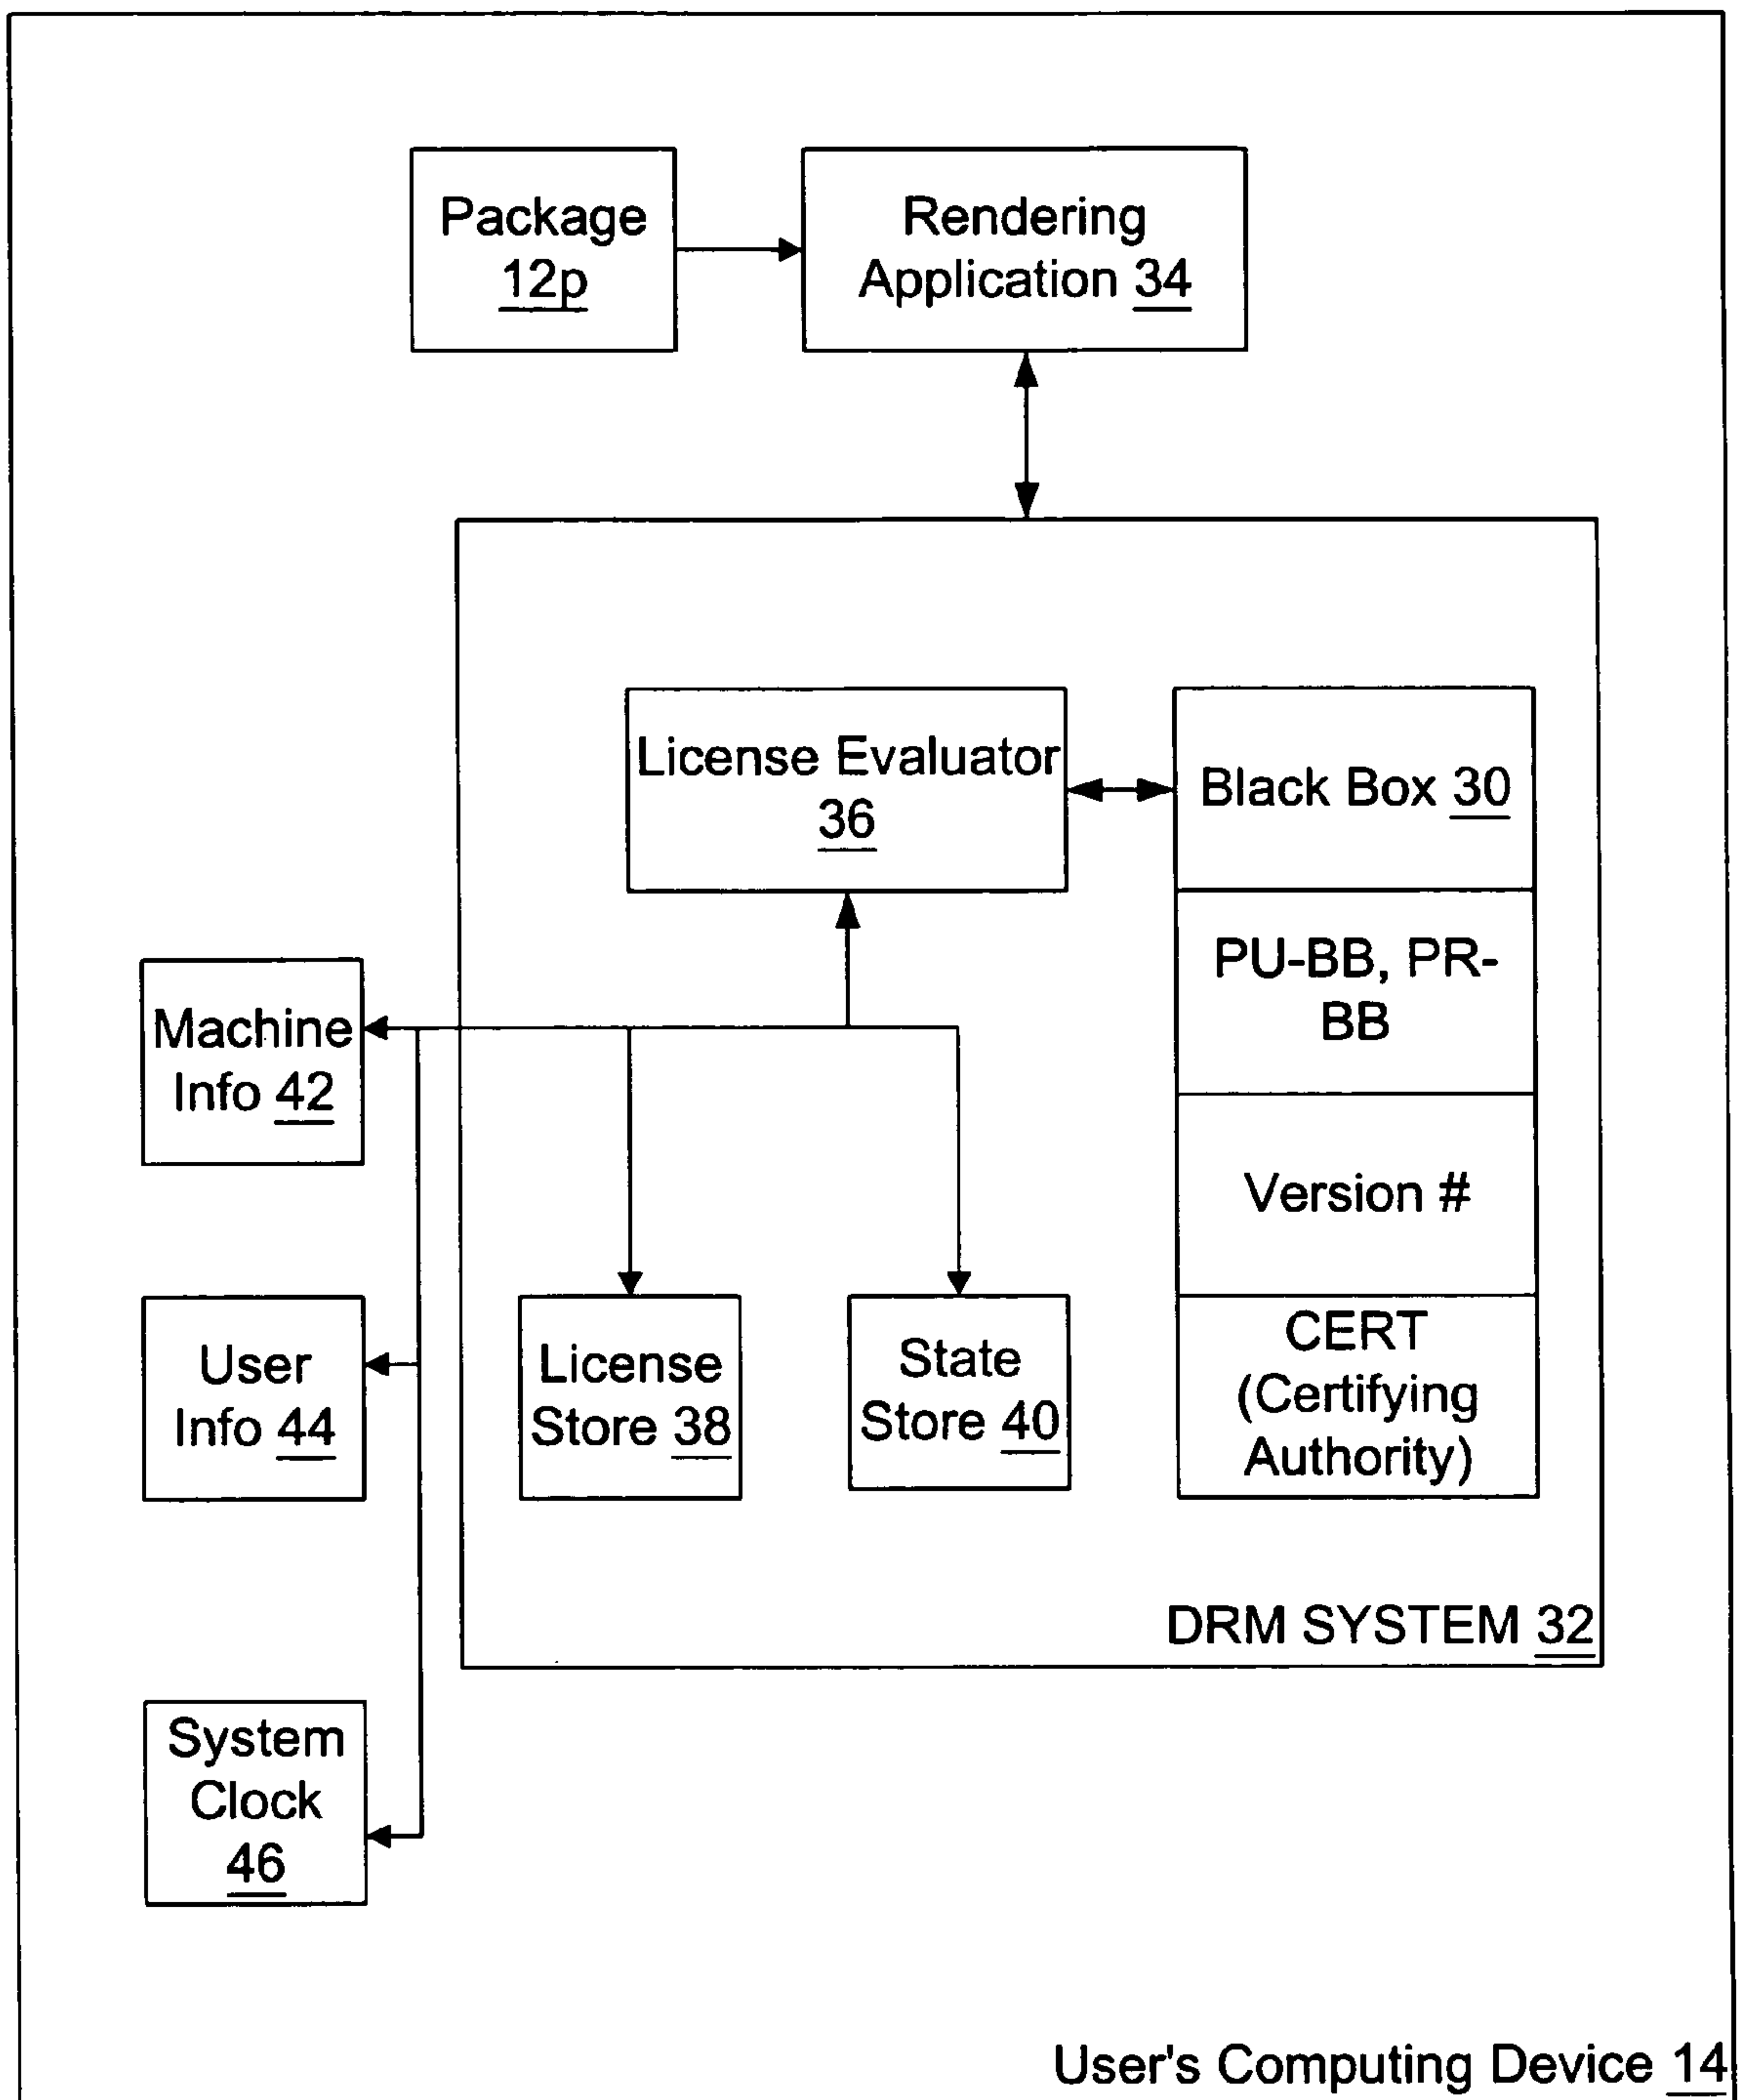 Package
12p
Rendering
Application 34
License Evaluator
36
Black Box 30
PU-BB, PR-
BB
Machine
Info 42
Version #
User
Info 44
License
Store 38
State
Store 40
CERT
(Certifying
Authority)
DRM SYSTEM 32
System
Clock
46
User's Computing Device 14